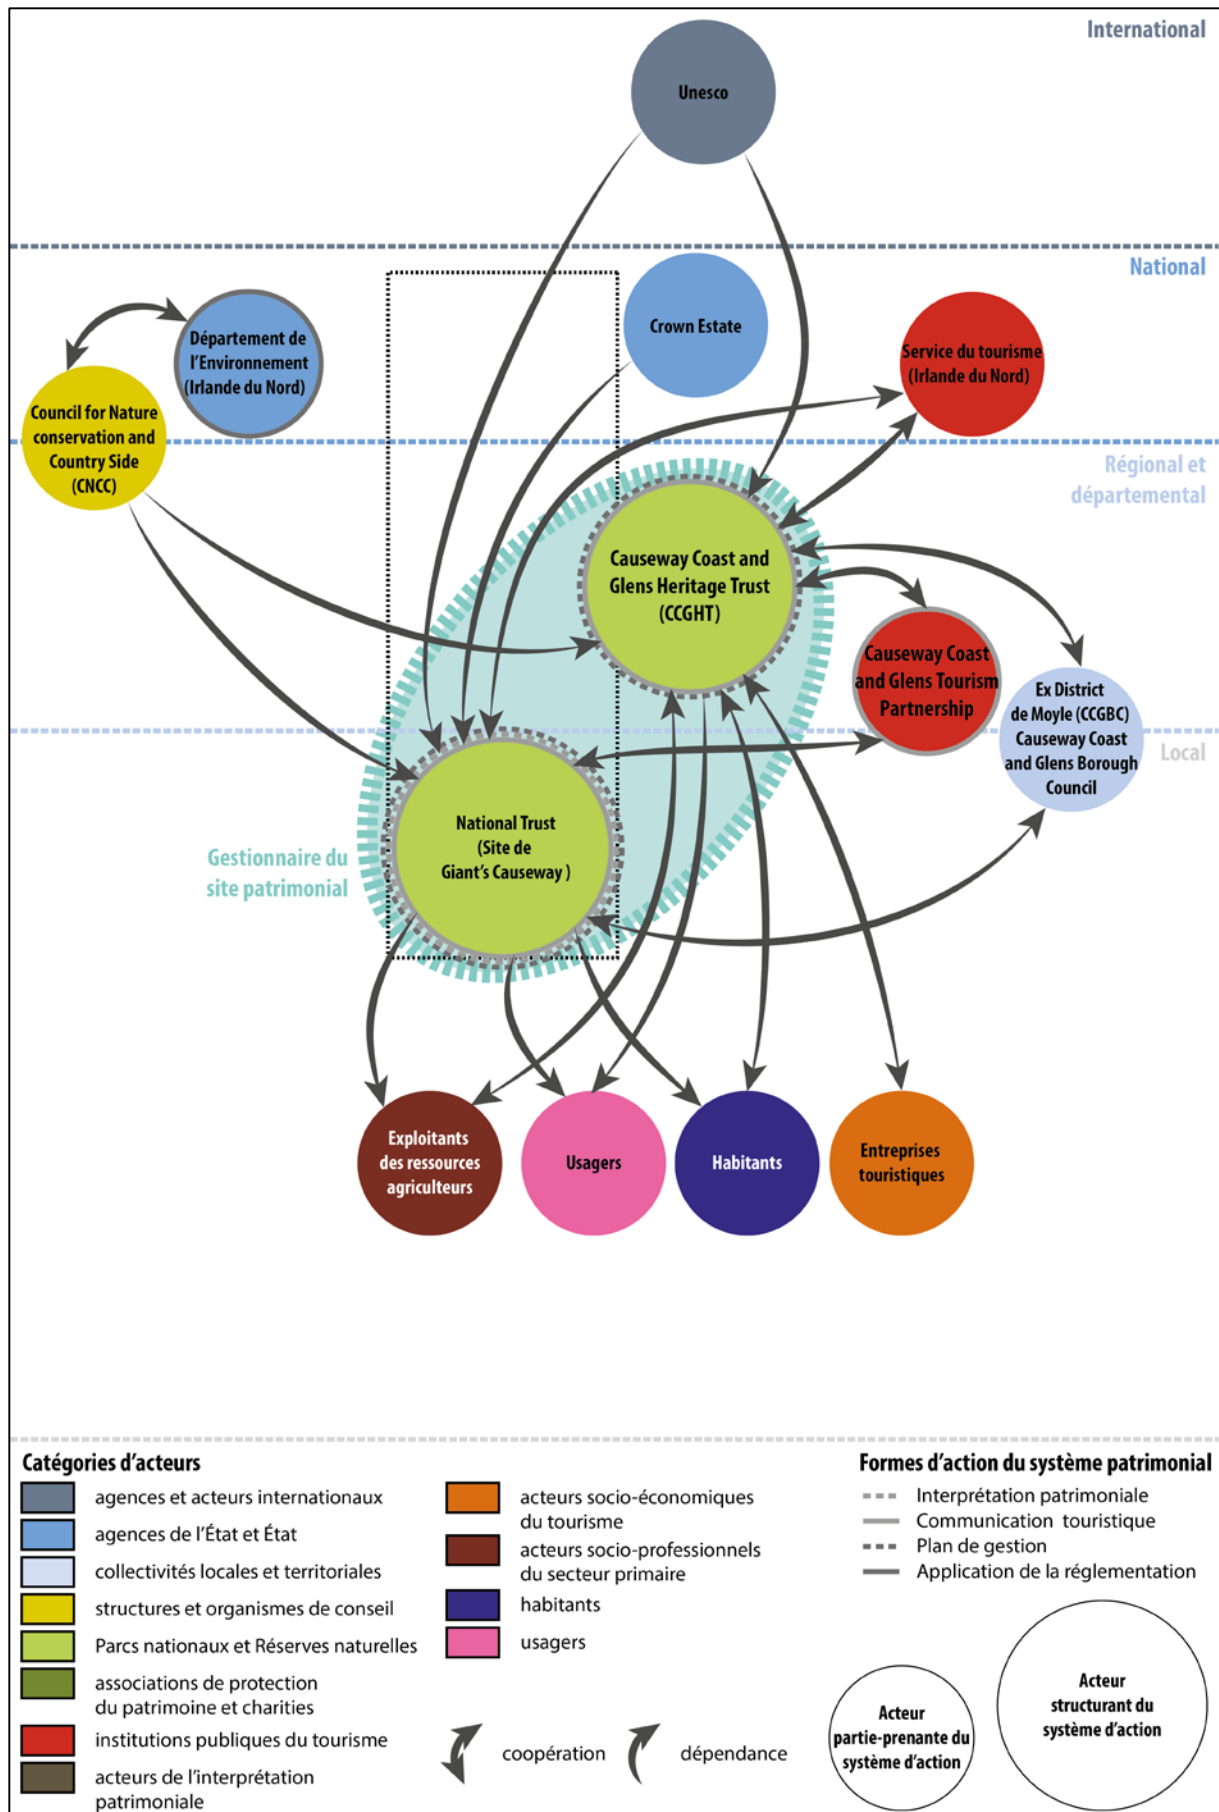 International
Unesco
National
Crown Estate
Département de
l'Environnement
(Irlande du Nord)
Service du tourisme
(Irlande du Nord)
Council for Nature
conservation and
Country Side
(CNCC)
Régional et
départemental
Causeway Coast and
Glens Heritage Trust
(CCGHT)
Causeway Coast
and Glens Tourism
Partnership
Ex District
de Moyle (CCGBC)
Causeway Coast
and Glens Borough
Council
Local
National Trust
(Site de
Giant's Causeway )
Gestionnaire du
site patrimonial
Exploitants
des ressources
agriculteurs
Usagers
Habitants
Entreprises
touristiques
Catégories d'acteurs
agences et acteurs internationaux
agences de l'État et État
collectivités locales et territoriales
structures et organismes de conseil
Parcs nationaux et Réserves naturelles
associations de protection
du patrimoine et charities
institutions publiques du tourisme
acteurs de l'interprétation
patrimoniale
acteurs socio-économiques
du tourisme
acteurs socio-professionnels
du secteur primaire
habitants
usagers
coopération
dépendance
Formes d'action du système patrimonial
Interprétation patrimoniale
Communication touristique
Plan de gestion
Application de la réglementation
Acteur
partie-prenante du
système d'action
Acteur
structurant du
système d'action